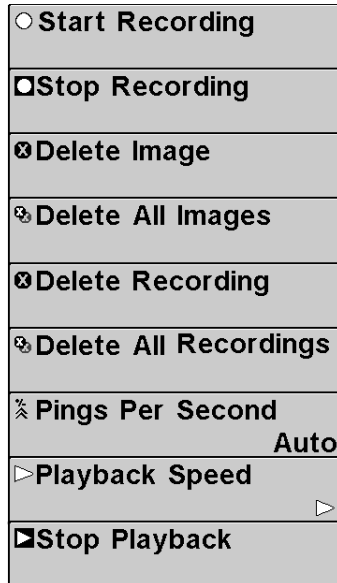 Start Recording
Stop Recording
Delete Image
Delete All Images
Delete Recording
Delete All Recordings
Pings Per Second
Auto
Playback Speed
Stop Playback